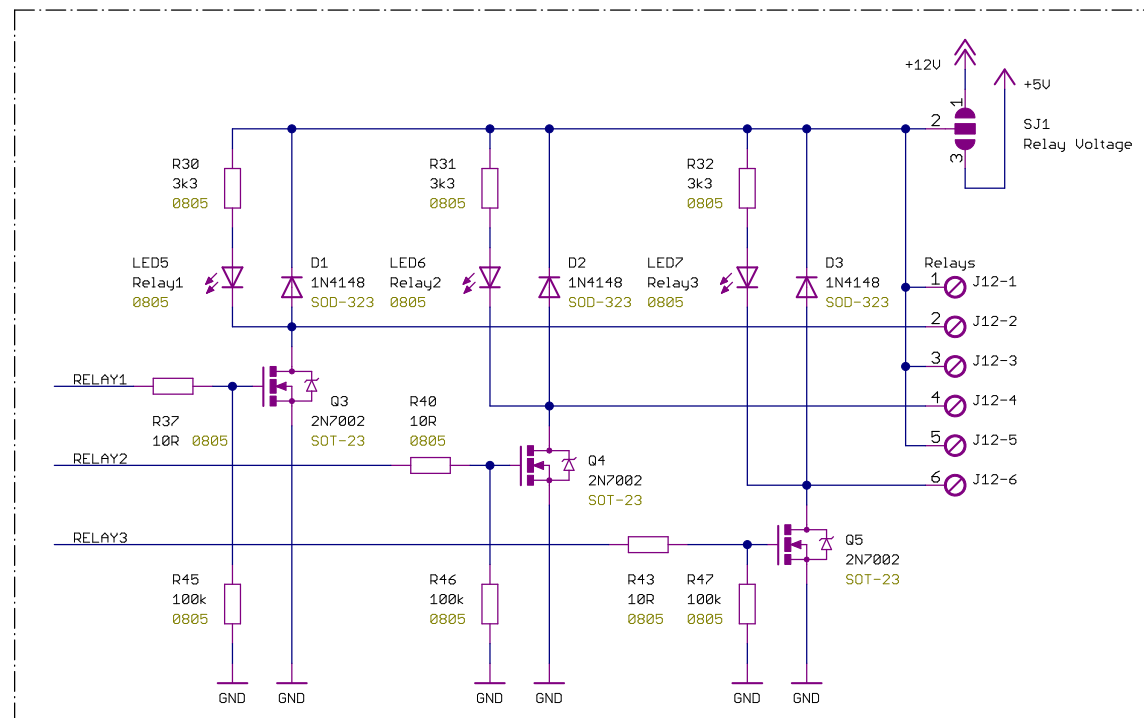 +12V
+5V
1
2
SJ1
Relay Voltage
3
R30
3k3
0805
R31
3k3
0805
R32
3k3
0805
LED5
Relay1
0805
D1
1N4148
SOD-323
LED6
Relay2
0805
D2
1N4148
SOD-323
LED7
Relay3
0805
D3
1N4148
SOD-323
Relays
1 J12-1
2 J12-2
3 J12-3
4 J12-4
5 J12-5
6 J12-6
RELAY1
R37
10R 0805
Q3
2N7002
SOT-23
R40
10R
0805
RELAY2
Q4
2N7002
SOT-23
RELAY3
Q5
2N7002
SOT-23
R45
100k
0805
R46
100k
0805
R43
10R
0805
R47
100k
0805
GND
GND
GND
GND
GND
GND